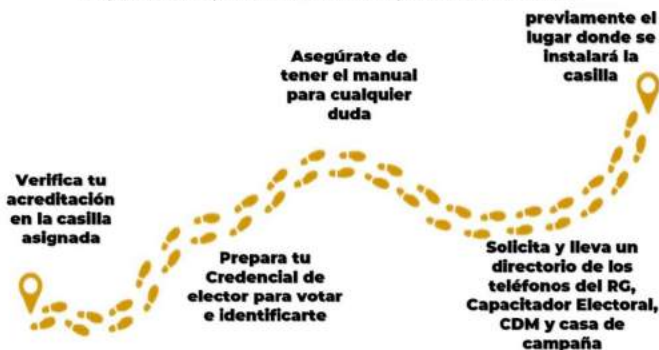 Verifica tu
acreditación
en la casilla
asignada
Prepara tu
Credencial de
elector para votar
e identificarte
Asegúrate de
tener el manual
para cualquier
duda
Solicita y lleva un
directorio de los
teléfonos del RG,
Capacitador Electoral,
CDM y casa de
campaña
previamente el
lugar donde se
instalará la
casilla